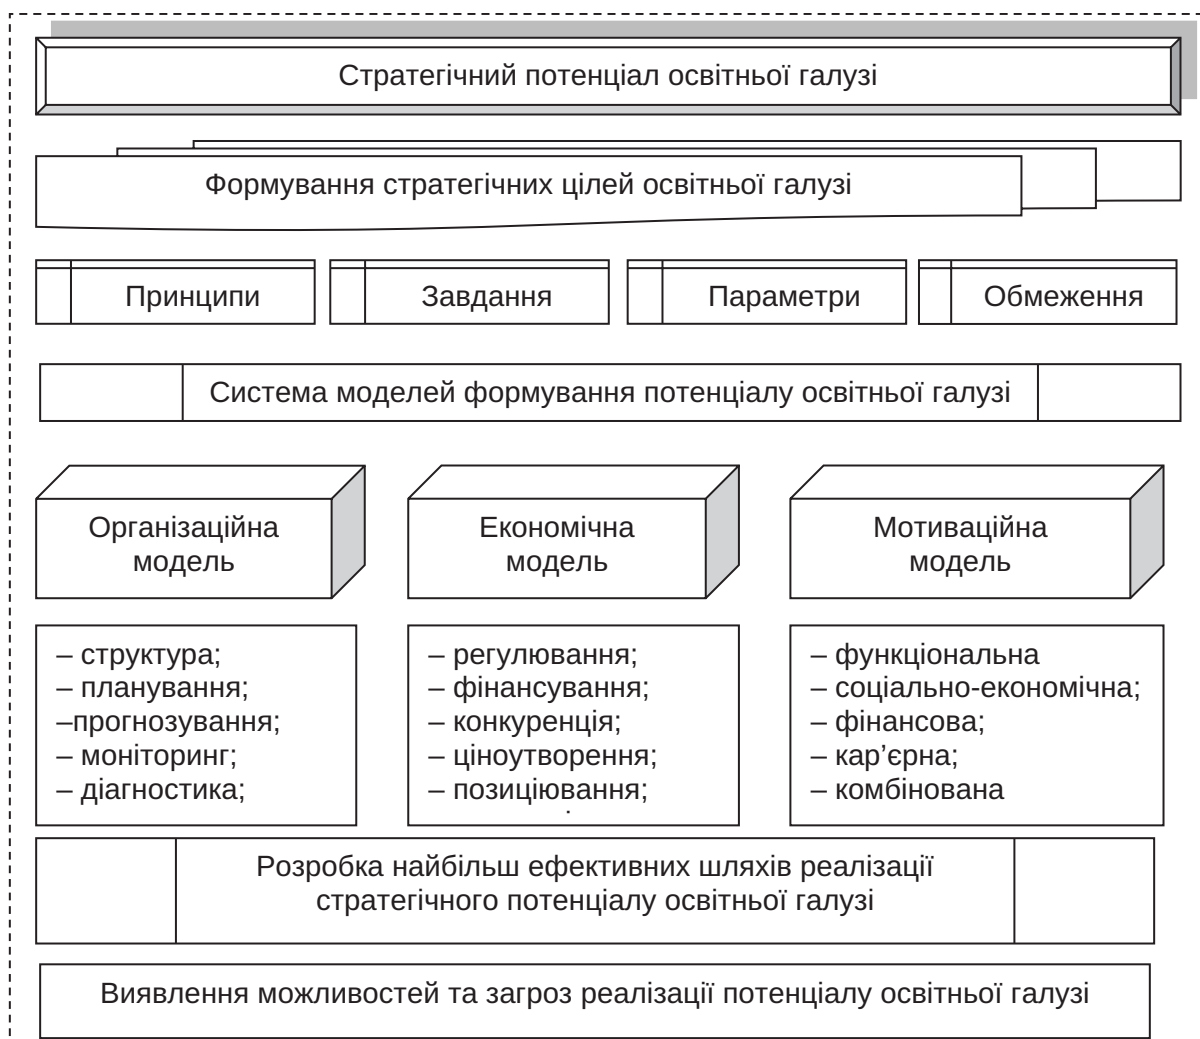 Стратегічний потенціал освітньої галузі
Формування стратегічних цілей освітньої галузі
Принципи
Завдання
Параметри
Обмеження
Система моделей формування потенціалу освітньої галузі
Організаційна
модель
Економічна
модель
Мотиваційна
модель
– структура;
– планування;
–прогнозування;
– моніторинг;
– діагностика;
– регулювання;
– фінансування;
– конкуренція;
– ціноутворення;
– позиціювання;
.
– функціональна
– соціально-економічна;
– фінансова;
– кар’єрна;
– комбінована
Розробка найбільш ефективних шляхів реалізації
стратегічного потенціалу освітньої галузі
Виявлення можливостей та загроз реалізації потенціалу освітньої галузі